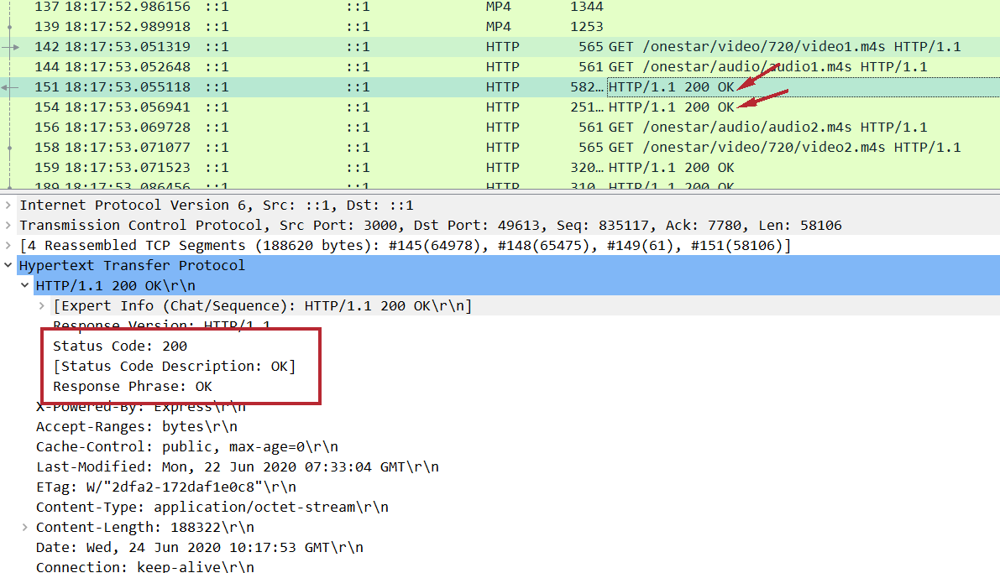 137 18:17:52.986156 ::1 ::1 MP4 1344
139 18:17:52.989918 ::1 ::1 MP4 1253
142 18:17:53.051319 ::1 ::1 HTTP 565 GET /onestar/video/720/video1.m4s HTTP/1.1
144 18:17:53.052648 ::1 ::1 HTTP 561 GET /onestar/audio/audio1.m4s HTTP/1.1
151 18:17:53.055118 ::1 ::1 HTTP 582… HTTP/1.1 200 OK
154 18:17:53.056941 ::1 ::1 HTTP 251… HTTP/1.1 200 OK
156 18:17:53.069728 ::1 ::1 HTTP 561 GET /onestar/audio/audio2.m4s HTTP/1.1
158 18:17:53.071077 ::1 ::1 HTTP 565 GET /onestar/video/720/video2.m4s HTTP/1.1
159 18:17:53.071523 ::1 ::1 HTTP 320… HTTP/1.1 200 OK
189 18:17:53.086456 ::1 ::1 HTTP 310… HTTP/1.1 200 OK
Internet Protocol Version 6, Src: ::1, Dst: ::1
Transmission Control Protocol, Src Port: 3000, Dst Port: 49613, Seq: 835117, Ack: 7780, Len: 58106
[4 Reassembled TCP Segments (188620 bytes): #145(64978), #148(65475), #149(61), #151(58106)]
Hypertext Transfer Protocol
HTTP/1.1 200 OK\r\n
[Expert Info (Chat/Sequence): HTTP/1.1 200 OK\r\n]
Response Version: HTTP/1.1
Status Code: 200
[Status Code Description: OK]
Response Phrase: OK
X-Powered-By: Express\r\n
Accept-Ranges: bytes\r\n
Cache-Control: public, max-age=0\r\n
Last-Modified: Mon, 22 Jun 2020 07:33:04 GMT\r\n
ETag: W/"2dfa2-172daf1e0c8"\r\n
Content-Type: application/octet-stream\r\n
Content-Length: 188322\r\n
Date: Wed, 24 Jun 2020 10:17:53 GMT\r\n
Connection: keep-alive\r\n